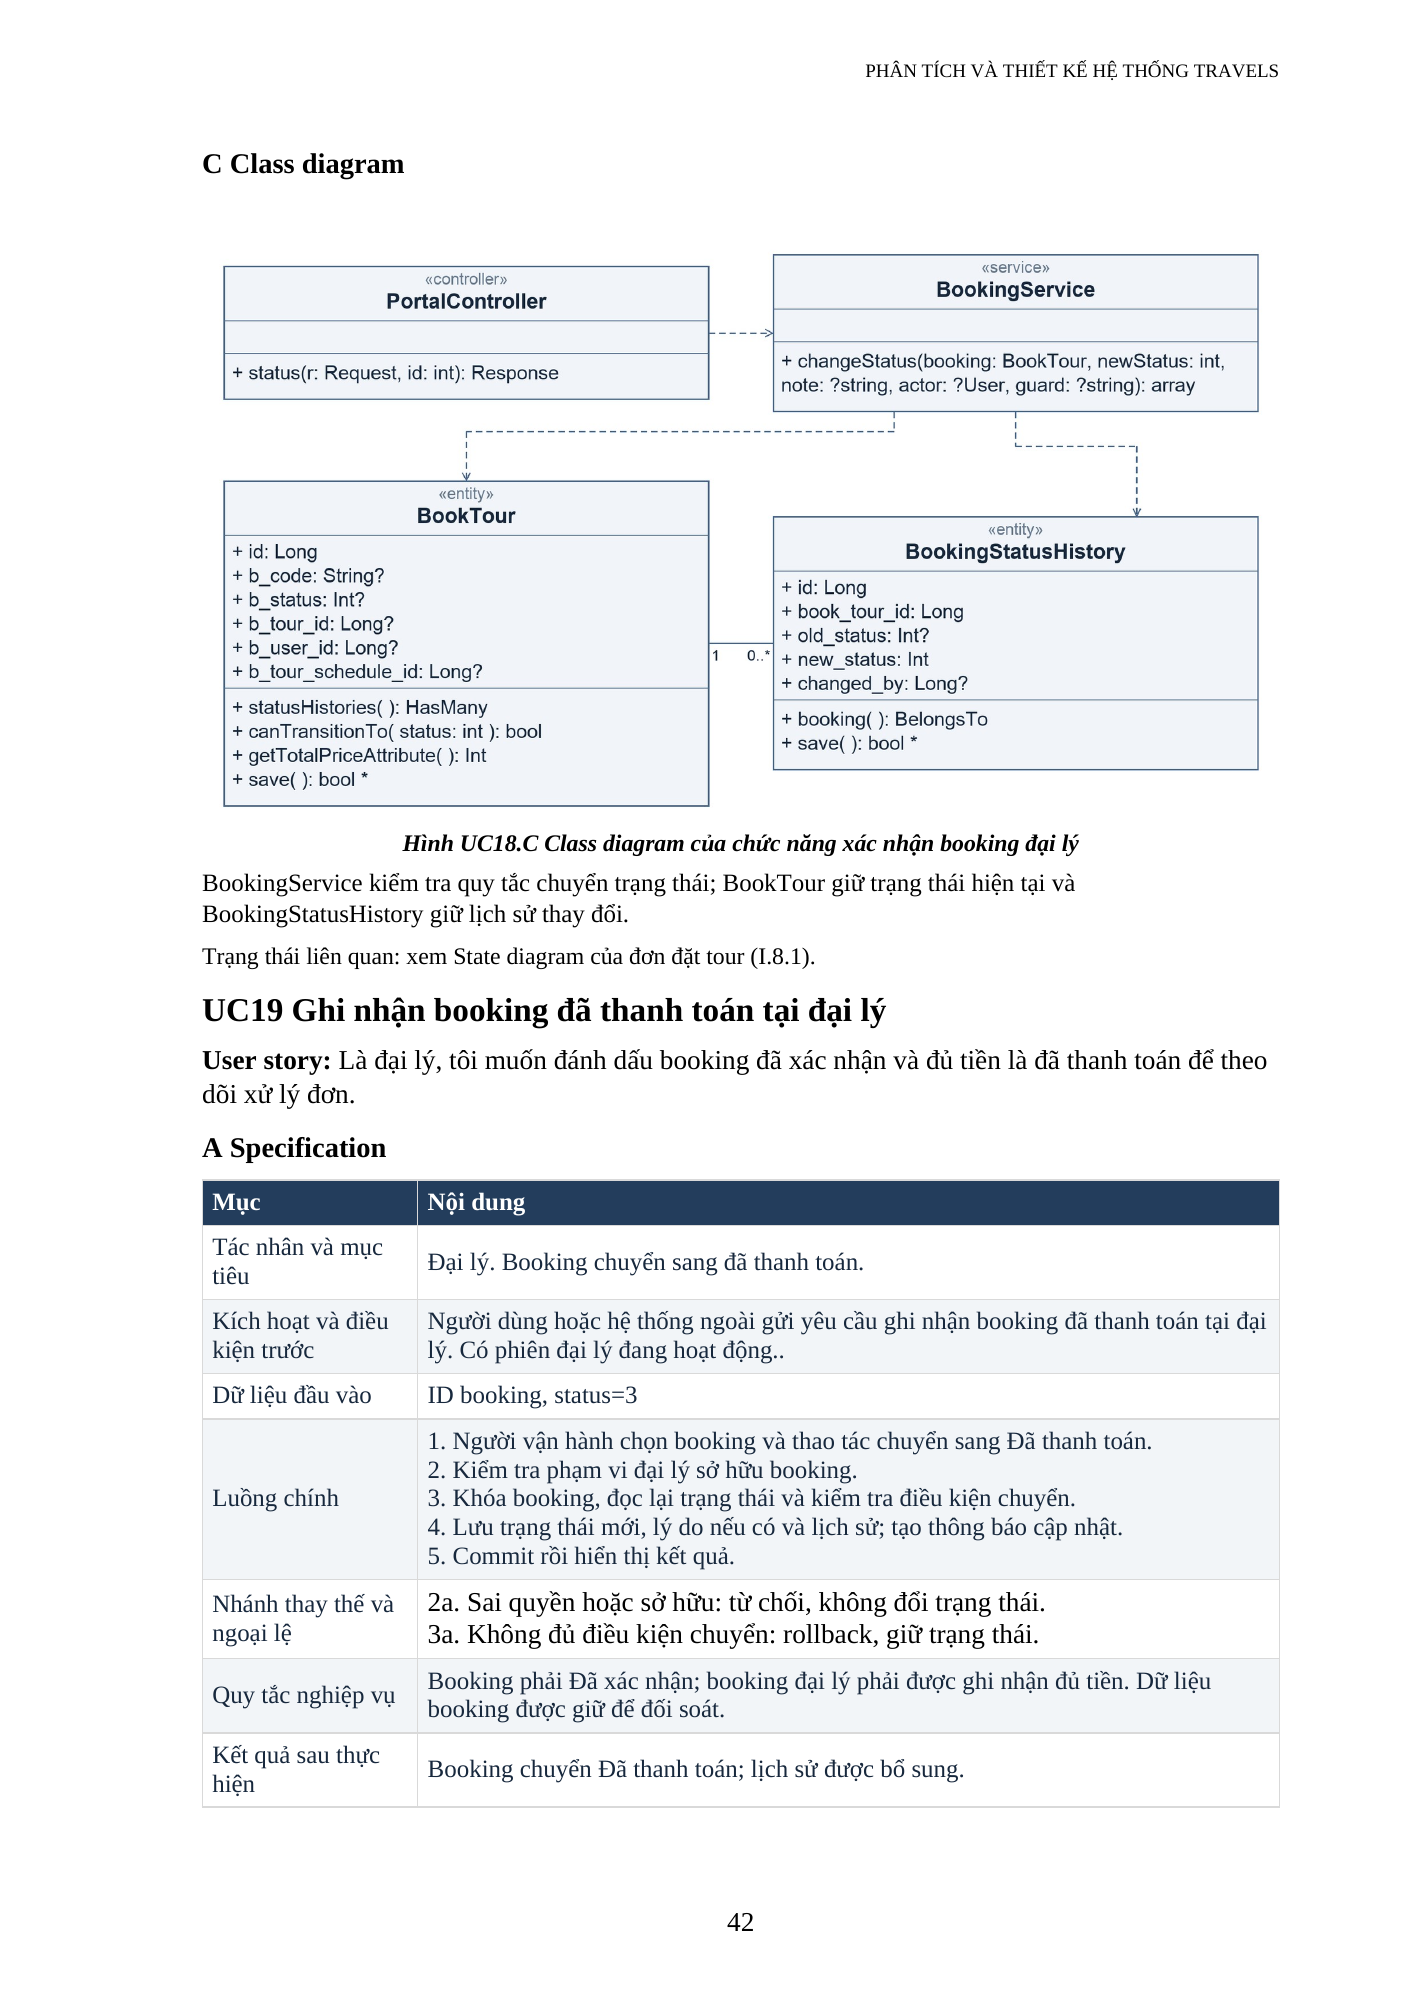 PHÂN TÍCH VÀ THIẾT KẾ HỆ THỐNG TRAVELS
C Class diagram
«controller»
PortalController
+ status(r: Request, id: int): Response
«service»
BookingService
+ changeStatus(booking: BookTour, newStatus: int,
note: ?string, actor: ?User, guard: ?string): array
«entity»
BookTour
+ id: Long
+ b_code: String?
+ b_status: Int?
+ b_tour_id: Long?
+ b_user_id: Long?
+ b_tour_schedule_id: Long?
+ statusHistories( ): HasMany
+ canTransitionTo( status: int ): bool
+ getTotalPriceAttribute( ): Int
+ save( ): bool *
1 0..*
«entity»
BookingStatusHistory
+ id: Long
+ book_tour_id: Long
+ old_status: Int?
+ new_status: Int
+ changed_by: Long?
+ booking( ): BelongsTo
+ save( ): bool *
Hình UC18.C Class diagram của chức năng xác nhận booking đại lý
BookingService kiểm tra quy tắc chuyển trạng thái; BookTour giữ trạng thái hiện tại và
BookingStatusHistory giữ lịch sử thay đổi.
Trạng thái liên quan: xem State diagram của đơn đặt tour (I.8.1).
UC19 Ghi nhận booking đã thanh toán tại đại lý
User story: Là đại lý, tôi muốn đánh dấu booking đã xác nhận và đủ tiền là đã thanh toán để theo
dõi xử lý đơn.
A Specification
Mục
Nội dung
Tác nhân và mục
tiêu
Đại lý. Booking chuyển sang đã thanh toán.
Kích hoạt và điều
kiện trước
Người dùng hoặc hệ thống ngoài gửi yêu cầu ghi nhận booking đã thanh toán tại đại
lý. Có phiên đại lý đang hoạt động..
Dữ liệu đầu vào
ID booking, status=3
Luồng chính
1. Người vận hành chọn booking và thao tác chuyển sang Đã thanh toán.
2. Kiểm tra phạm vi đại lý sở hữu booking.
3. Khóa booking, đọc lại trạng thái và kiểm tra điều kiện chuyển.
4. Lưu trạng thái mới, lý do nếu có và lịch sử; tạo thông báo cập nhật.
5. Commit rồi hiển thị kết quả.
Nhánh thay thế và
ngoại lệ
2a. Sai quyền hoặc sở hữu: từ chối, không đổi trạng thái.
3a. Không đủ điều kiện chuyển: rollback, giữ trạng thái.
Quy tắc nghiệp vụ
Booking phải Đã xác nhận; booking đại lý phải được ghi nhận đủ tiền. Dữ liệu
booking được giữ để đối soát.
Kết quả sau thực
hiện
Booking chuyển Đã thanh toán; lịch sử được bổ sung.
42